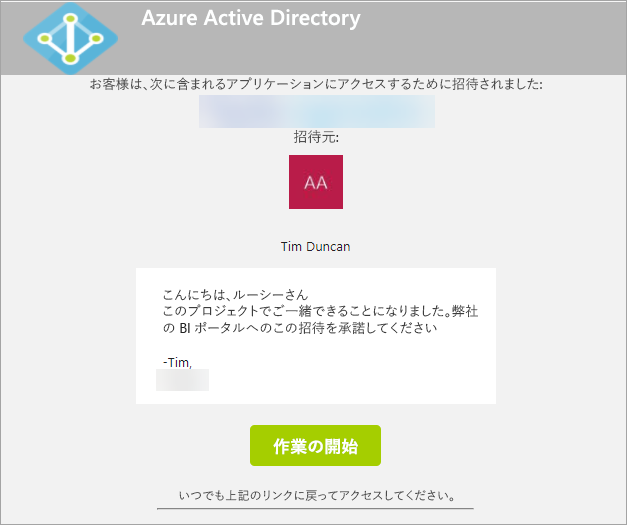 Azure Active Directory
お客様は、次に含まれるアプリケーションにアクセスするために招待されました:
招待元:
AA
Tim Duncan
こんにちは、ルーシーさん
このプロジェクトでご一緒できることになりました。弊社
の BI ポータルへのこの招待を承諾してください
-Tim,
作業の開始
いつでも上記のリンクに戻ってアクセスしてください。